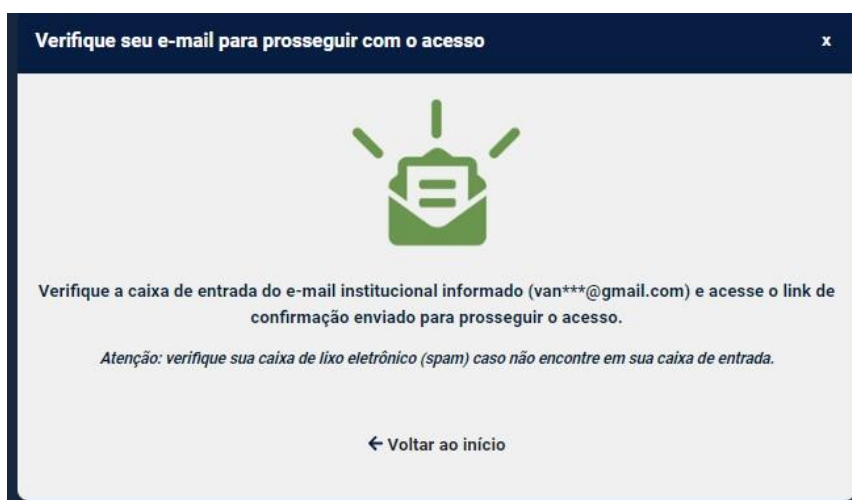 Verifique seu e-mail para prosseguir com o acesso x
Verifique a caixa de entrada do e-mail institucional informado (van***@gmail.com) e acesse o link de
confirmação enviado para prosseguir o acesso.
Atenção: verifique sua caixa de lixo eletrônico (spam) caso não encontre em sua caixa de entrada.
← Voltar ao início